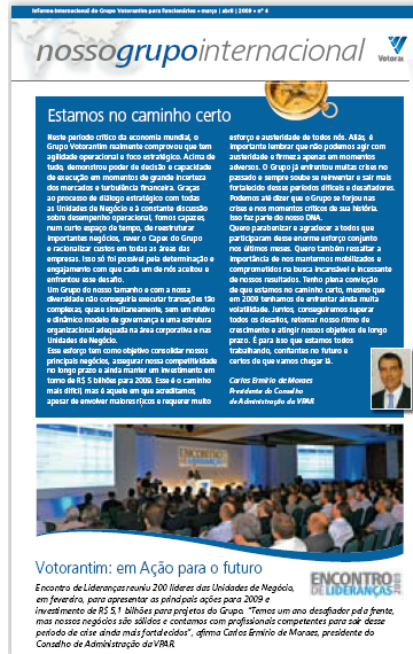 Informe Internacional do Grupo Votorantim para Funcionários • março | abril | 2009 • nº 6
nossogrupointernacional
Votoran
Estamos no caminho certo
Neste período crítico da economia mundial, o
Grupo Votorantim realmente comprovou que tem
agilidade operacional e foco estratégico. Acima de
tudo, demonstrou poder de decisão e capacidade
de execução em momentos de grande incerteza
dos mercados e turbulência financeira. Graças
ao processo de diálogo estratégico com todas
as Unidades de Negócio e à constante discussão
sobre desempenho operacional, fomos capazes,
num curto espaço de tempo, de reestruturar
importantes negócios, rever o Capex do Grupo
e racionalizar custos em todas as áreas das
empresas. Isso só foi possível pela determinação e
engajamento com que cada um de nós aceitou e
enfrentou esse desafio.
Um Grupo do nosso tamanho e com a nossa
diversidade não conseguiria executar transações tão
complexas, quase simultaneamente, sem um efetivo
e dinâmico modelo de governança e uma estrutura
organizacional adequada na área corporativa e nas
Unidades de Negócio.
Esse esforço tem como objetivo consolidar nossos
principais negócios, assegurar nossa competitividade
no longo prazo e ainda manter um investimento em
torno de R$ 5 bilhões para 2009. Esse é o caminho
mais difícil, mas é aquele em que acreditamos,
apesar de envolver maiores riscos e requerer muito
esforço e austeridade de todos nós. Aliás, é
importante lembrar que não podemos agir com
austeridade e firmeza apenas em momentos
adversos. O Grupo já enfrentou muitas crises no
passado e sempre soube se reinventar e sair mais
fortalecido desses períodos difíceis e desafiadores.
Podemos até dizer que o Grupo se forjou nas
crises e nos momentos críticos de sua história.
Isso faz parte do nosso DNA.
Quero parabenizar e agradecer a todos que
participaram desse enorme esforço conjunto
nos últimos meses. Quero também ressaltar a
importância de nos mantermos mobilizados e
comprometidos na busca incansável e incessante
de nossos resultados. Tenho plena convicção
de que estamos no caminho certo, mesmo que
em 2009 tenhamos de enfrentar ainda muita
volatilidade. Juntos, conseguiremos superar
todos os desafios, retomar nosso ritmo de
crescimento e atingir nossos objetivos de longo
prazo. É para isso que estamos todos
trabalhando, confiantes no futuro e
certos de que vamos chegar lá.
Carlos Ermírio de Moraes
Presidente do Conselho
de Administração da VPAR
ENCONTRO
DE LIDERANÇAS
Votorantim: em Ação para o futuro
ENCONTRO
DE LIDERANÇAS 2009
Encontro de Lideranças reuniu 200 líderes das Unidades de Negócio,
em fevereiro, para apresentar as principais ações para 2009 e
investimento de R$ 5,1 bilhões para projetos do Grupo. "Temos um ano desafiador pela frente,
mas nossos negócios são sólidos e contamos com profissionais competentes para sair desse
período de crise ainda mais fortalecidos", afirma Carlos Ermírio de Moraes, presidente do
Conselho de Administração da VPAR.